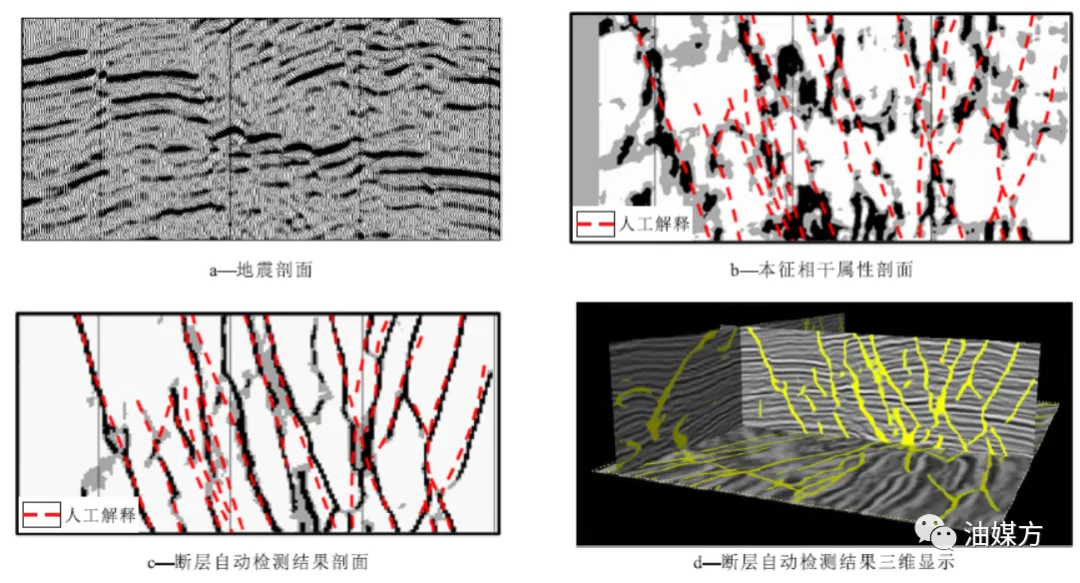 人工解释
a—地震剖面
b—本征相干属性剖面
人工解释
c—断层自动检测结果剖面
d—断层自动检测结果三维显示
油媒方